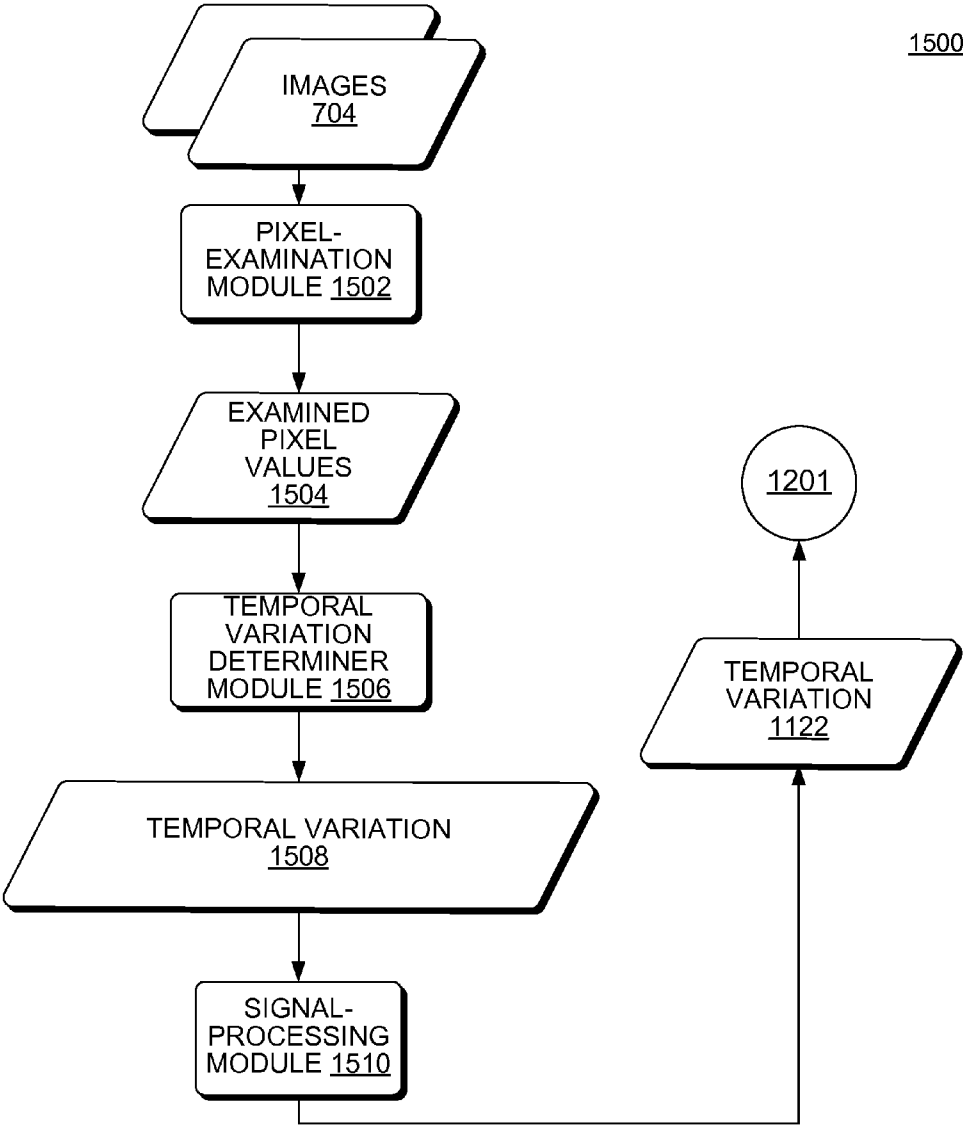 1500
IMAGES
704
PIXEL-
EXAMINATION
MODULE 1502
EXAMINED
PIXEL
VALUES
1504
TEMPORAL
VARIATION
DETERMINER
MODULE 1506
TEMPORAL VARIATION
1508
SIGNAL-
PROCESSING
MODULE 1510
TEMPORAL
VARIATION
1122
1201